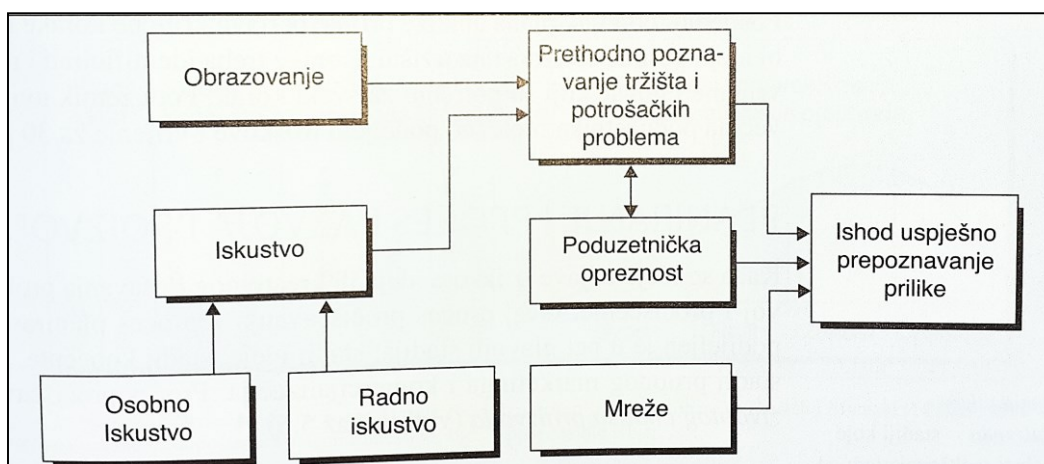 Obrazovanje
Prethodno pozna-
vanje tržišta i
potrošačkih
problema
Iskustvo
Poduzetnička
opreznost
Ishod uspješno
prepoznavanje
prilike
Osobno
Iskustvo
Radno
iskustvo
Mreže